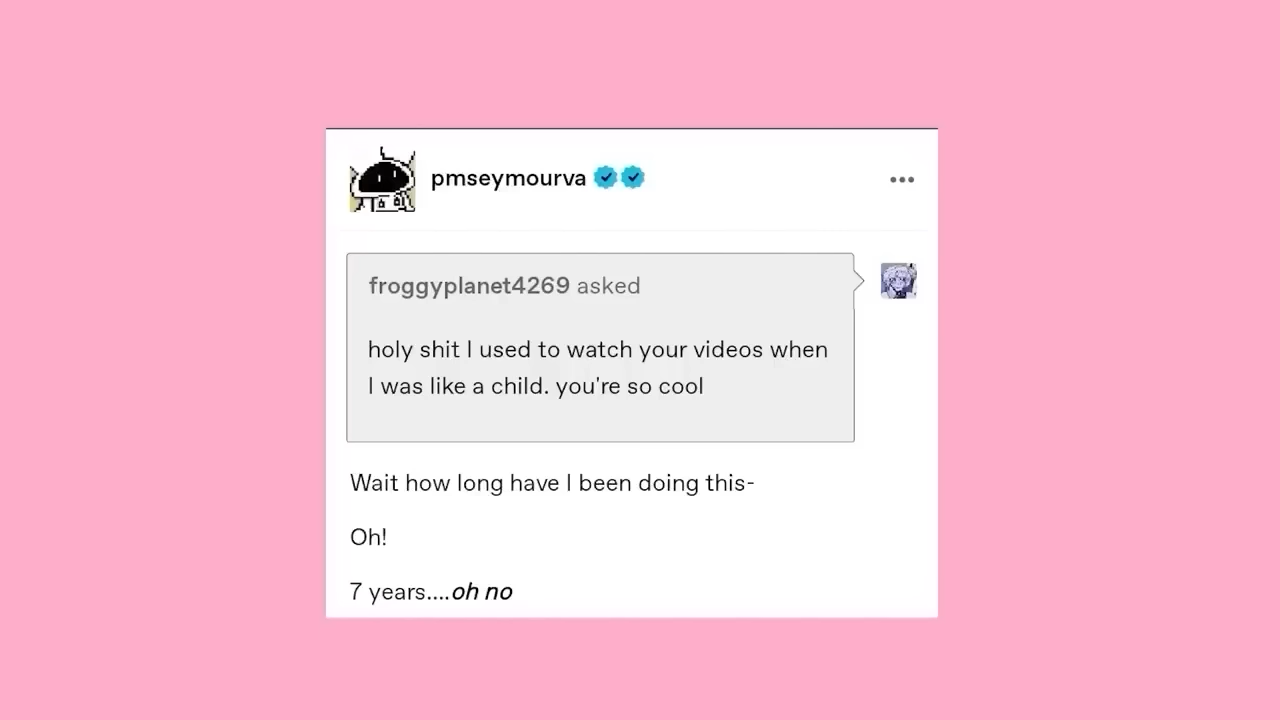 pmseymourva
froggyplanet4269 asked
holy shit I used to watch your videos when
I was like a child. you're so cool
Wait how long have I been doing this-
Oh!
7 years....oh no